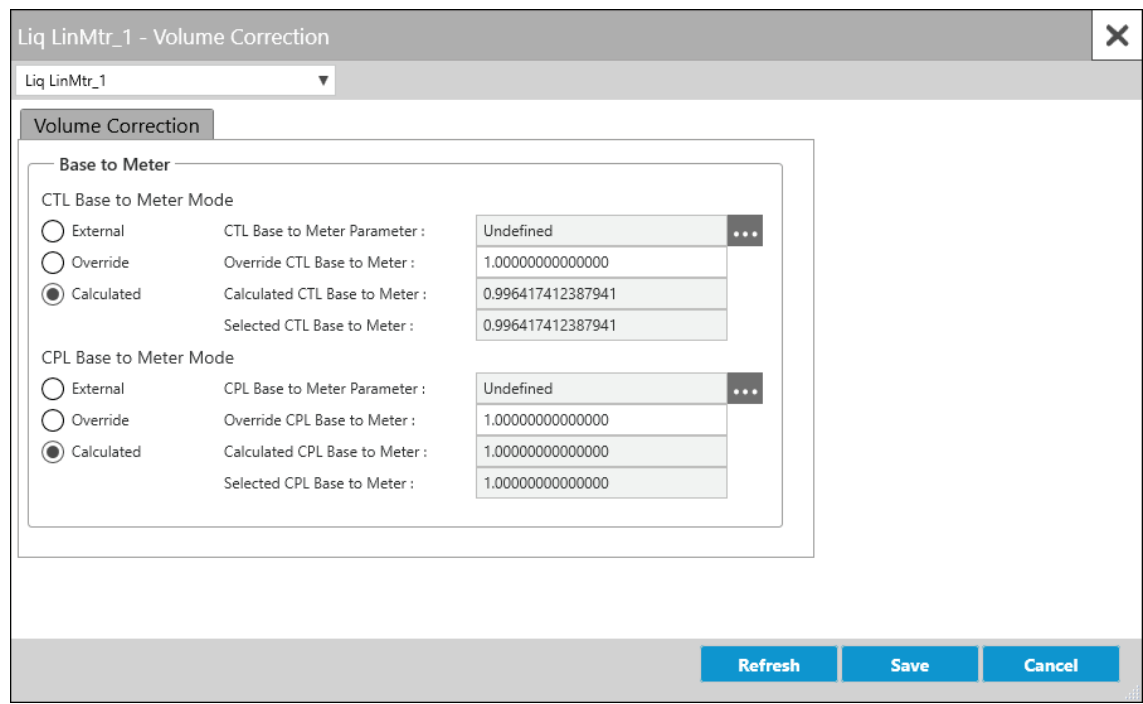 Liq LinMtr_1 - Volume Correction
Liq LinMtr_1
Volume Correction
Base to Meter
CTL Base to Meter Mode
External CTL Base to Meter Parameter : Undefined ...
Override Override CTL Base to Meter : 1.00000000000000
Calculated Calculated CTL Base to Meter : 0.996417412387941
Selected CTL Base to Meter : 0.996417412387941
CPL Base to Meter Mode
External CPL Base to Meter Parameter : Undefined ...
Override Override CPL Base to Meter : 1.00000000000000
Calculated Calculated CPL Base to Meter : 1.00000000000000
Selected CPL Base to Meter : 1.00000000000000
Refresh Save Cancel